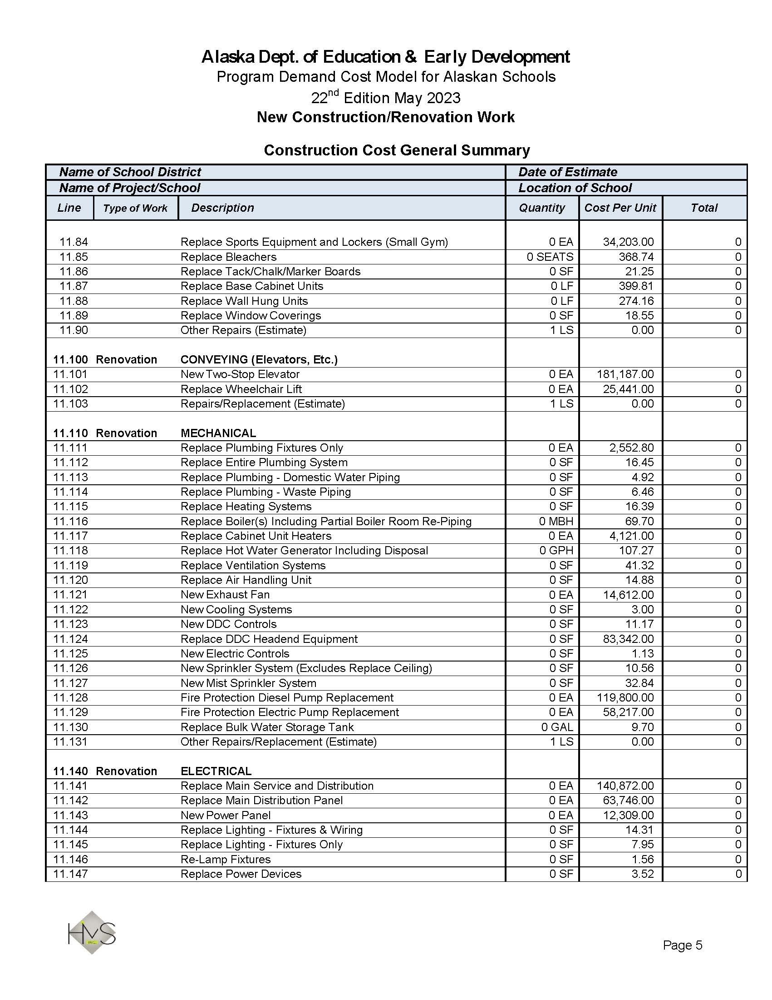 Alaska Dept. of Education & Early Development
Program Demand Cost Model for Alaskan Schools
22nd Edition May 2023
New Construction/Renovation Work
Construction Cost General Summary
Name of School District Date of Estimate
Name of Project/School Location of School
Line Type of Work Description Quantity Cost Per Unit Total
11.84 Replace Sports Equipment and Lockers (Small Gym) 0 EA 34,203.00 0
11.85 Replace Bleachers 0 SEATS 368.74 0
11.86 Replace Tack/Chalk/Marker Boards 0 SF 21.25 0
11.87 Replace Base Cabinet Units 0 LF 399.81 0
11.88 Replace Wall Hung Units 0 LF 274.16 0
11.89 Replace Window Coverings 0 SF 18.55 0
11.90 Other Repairs (Estimate) 1 LS 0.00 0
11.100 Renovation CONVEYING (Elevators, Etc.)
11.101 New Two-Stop Elevator 0 EA 181,187.00 0
11.102 Replace Wheelchair Lift 0 EA 25,441.00 0
11.103 Repairs/Replacement (Estimate) 1 LS 0.00 0
11.110 Renovation MECHANICAL
11.111 Replace Plumbing Fixtures Only 0 EA 2,552.80 0
11.112 Replace Entire Plumbing System 0 SF 16.45 0
11.113 Replace Plumbing - Domestic Water Piping 0 SF 4.92 0
11.114 Replace Plumbing - Waste Piping 0 SF 6.46 0
11.115 Replace Heating Systems 0 SF 16.39 0
11.116 Replace Boiler(s) Including Partial Boiler Room Re-Piping 0 MBH 69.70 0
11.117 Replace Cabinet Unit Heaters 0 EA 4,121.00 0
11.118 Replace Hot Water Generator Including Disposal 0 GPH 107.27 0
11.119 Replace Ventilation Systems 0 SF 41.32 0
11.120 Replace Air Handling Unit 0 SF 14.88 0
11.121 New Exhaust Fan 0 EA 14,612.00 0
11.122 New Cooling Systems 0 SF 3.00 0
11.123 New DDC Controls 0 SF 11.17 0
11.124 Replace DDC Headend Equipment 0 SF 83,342.00 0
11.125 New Electric Controls 0 SF 1.13 0
11.126 New Sprinkler System (Excludes Replace Ceiling) 0 SF 10.56 0
11.127 New Mist Sprinkler System 0 SF 32.84 0
11.128 Fire Protection Diesel Pump Replacement 0 EA 119,800.00 0
11.129 Fire Protection Electric Pump Replacement 0 EA 58,217.00 0
11.130 Replace Bulk Water Storage Tank 0 GAL 9.70 0
11.131 Other Repairs/Replacement (Estimate) 1 LS 0.00 0
11.140 Renovation ELECTRICAL
11.141 Replace Main Service and Distribution 0 EA 140,872.00 0
11.142 Replace Main Distribution Panel 0 EA 63,746.00 0
11.143 New Power Panel 0 EA 12,309.00 0
11.144 Replace Lighting - Fixtures & Wiring 0 SF 14.31 0
11.145 Replace Lighting - Fixtures Only 0 SF 7.95 0
11.146 Re-Lamp Fixtures 0 SF 1.56 0
11.147 Replace Power Devices 0 SF 3.52 0
HMS
INC.
Page 5